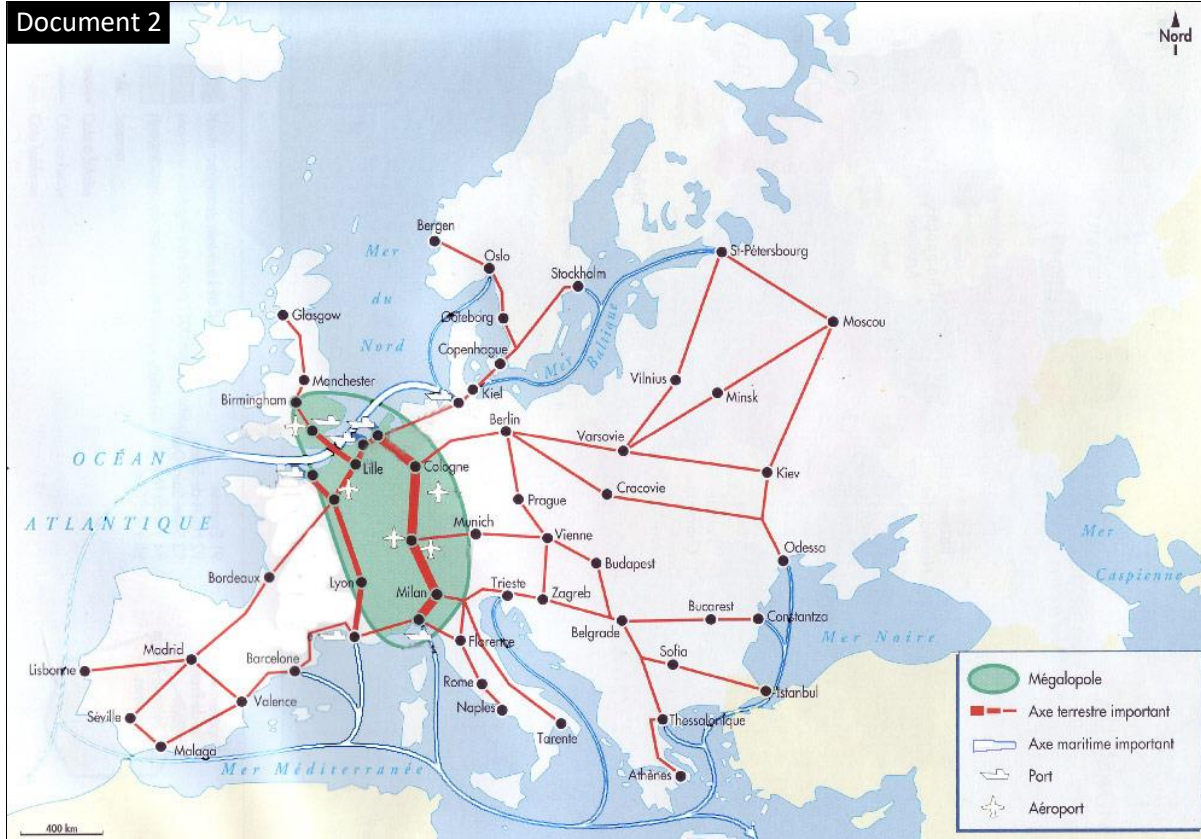 Document 2
Nord
Bergen
Oslo
Stockholm
St-Pétersbourg
Mer
du
Nord
Glasgow
Göteborg
Moscou
Copenhague
Mer
Baltique
Manchester
Vilnius
Minsk
Birmingham
Kiel
Berlin
Varsovie
OCÉAN
Lille
Cologne
Kiev
Cracovie
Prague
ATLANTIQUE
Munich
Vienne
Mer
Caspienne
Odessa
Budapest
Bordeaux
Lyon
Milan
Trieste
Zagreb
Bucarest
Constantza
Belgrade
Mer Noire
Florence
Madrid
Barcelone
Sofia
Lisbonne
Rome
Istanbul
Valence
Naples
Séville
Thessalonique
Tarente
Malaga
Mer Méditerranée
Athènes
400 km
Mégalopole
Axe terrestre important
Axe maritime important
Port
Aéroport